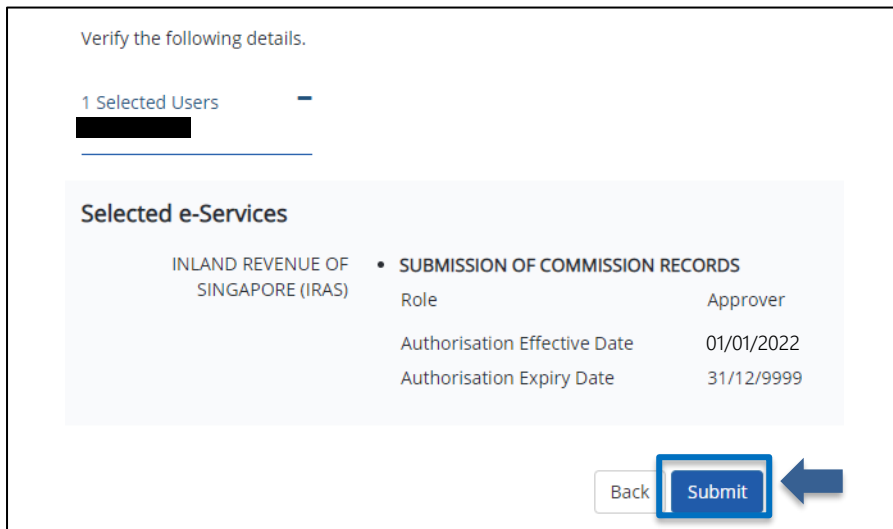 Verify the following details.
1 Selected Users
Selected e-Services
INLAND REVENUE OF
SINGAPORE (IRAS)
• SUBMISSION OF COMMISSION RECORDS
Role Approver
Authorisation Effective Date 01/01/2022
Authorisation Expiry Date 31/12/9999
Back Submit